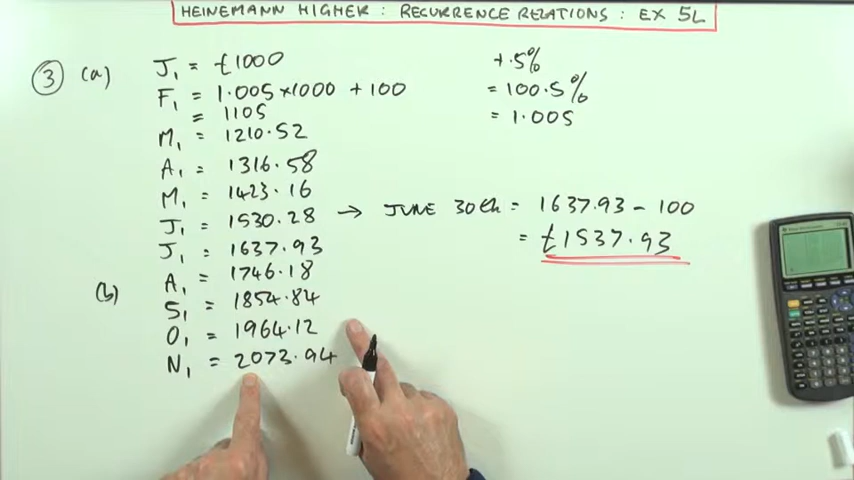 HEINEMANN HIGHER : RECURRENCE RELATIONS : EX 5L
③ (a) J₁ = £1000
F₁ = 1.005 x1000 + 100
= 1105
M₁ = 1210.52
A₁ = 1316.58
M₁ = 1423.16
J₁ = 1530.28 → JUNE 30th = 1637.93 - 100
= £1537.93
J₁ = 1637.93
A₁ = 1746.18
(b) S₁ = 1854.84
O₁ = 1964.12
N₁ = 2073.94
+.5%
= 100.5%
= 1.005